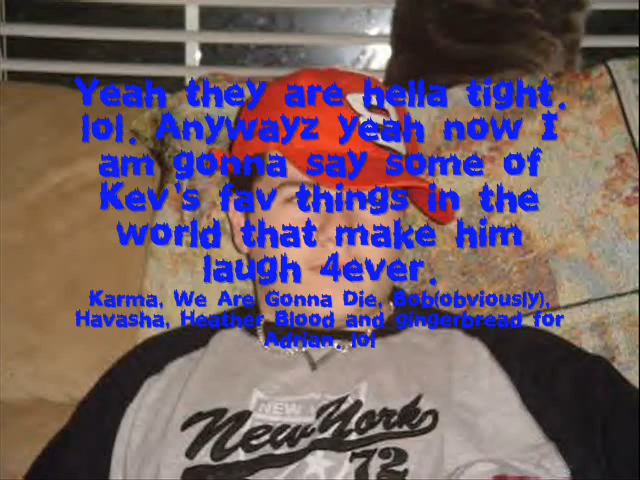 Yeah they are hella tight.
lol. Anywayz yeah now I
am gonna say some of
Kev's fav things in the
world that make him
laugh 4ever.
Karma, We Are Gonna Die, Bob(obviously),
Havasha, Heather Blood and gingerbread for
Adrian. lol
NEW
New York
72